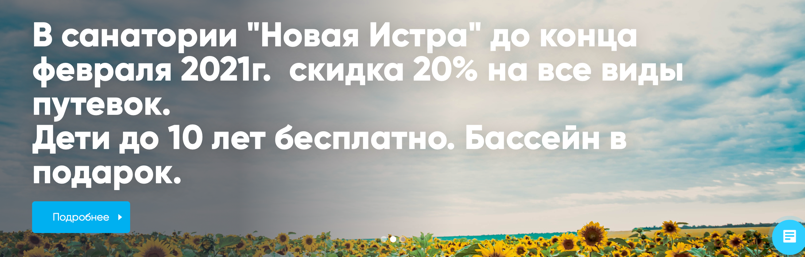 В санатории "Новая Истра" до конца
февраля 2021г.  скидка 20% на все виды
путевок.
Дети до 10 лет бесплатно. Бассейн в
подарок.
Подробнее